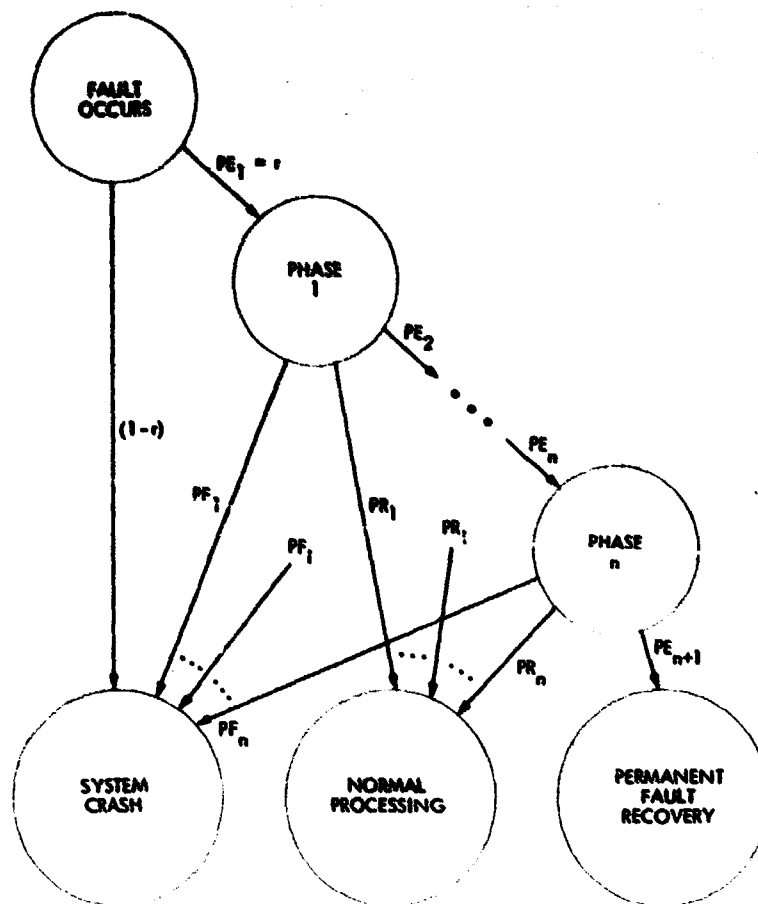 FAULT
OCCURS
PE₁ = r
PHASE
1
PE₂
(1-r)
PEₙ
PF₁
PR₁
PFᵢ
PRᵢ
PHASE
n
PEₙ₊₁
PRₙ
PFₙ
SYSTEM
CRASH
NORMAL
PROCESSING
PERMANENT
FAULT
RECOVERY